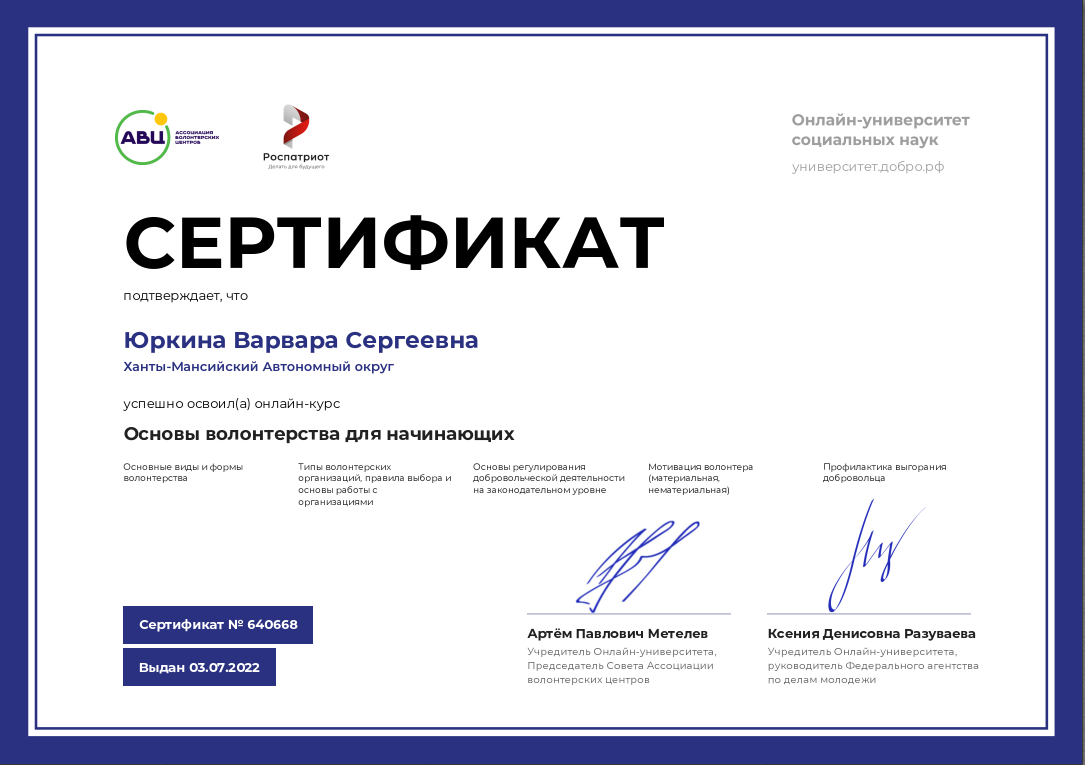 АВЦ
АССОЦИАЦИЯ
ВОЛОНТЕРСКИХ
ЦЕНТРОВ
Роспатриот
Делать для будущего
Онлайн-университет
социальных наук
университет.добро.рф
СЕРТИФИКАТ
подтверждает, что
Юркина Варвара Сергеевна
Ханты-Мансийский Автономный округ
успешно освоил(а) онлайн-курс
Основы волонтерства для начинающих
Основные виды и формы
волонтерства
Типы волонтерских
организаций, правила выбора и
основы работы с
организациями
Основы регулирования
добровольческой деятельности
на законодательном уровне
Мотивация волонтера
(материальная,
нематериальная)
Профилактика выгорания
добровольца
Сертификат № 640668
Выдан 03.07.2022
Артём Павлович Метелев
Учредитель Онлайн-университета,
Председатель Совета Ассоциации
волонтерских центров
Ксения Денисовна Разуваева
Учредитель Онлайн-университета,
руководитель Федерального агентства
по делам молодежи